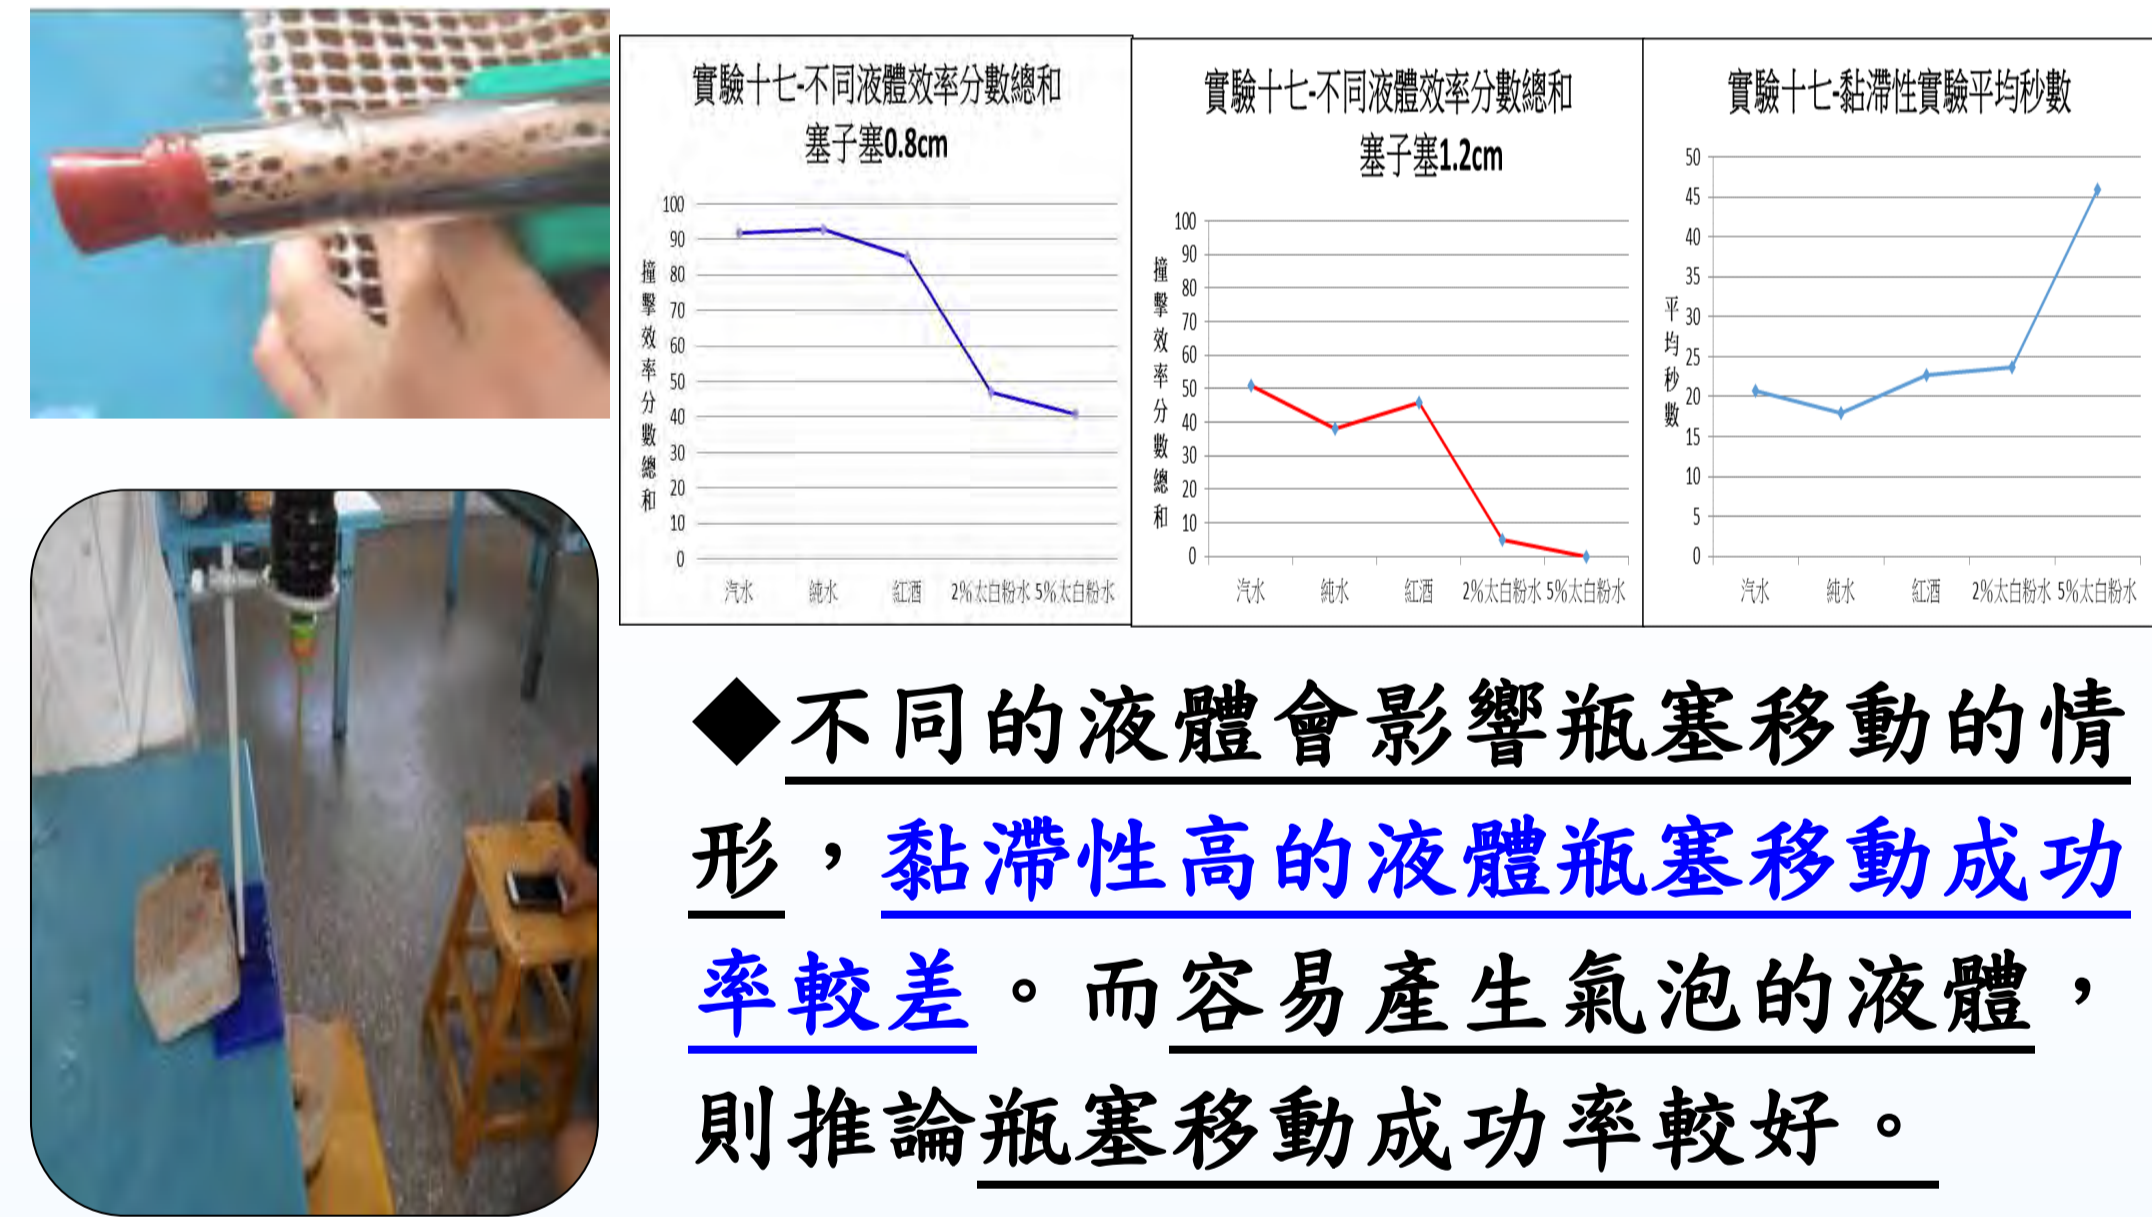 實驗十七-不同液體效率分數總和
塞子塞0.8cm
撞擊效率分數總和
100
90
80
70
60
50
40
30
20
10
0
汽水 純水 紅酒 2%太白粉水 5%太白粉水
實驗十七-不同液體效率分數總和
塞子塞1.2cm
撞擊效率分數總和
100
90
80
70
60
50
40
30
20
10
0
汽水 純水 紅酒 2%太白粉水 5%太白粉水
實驗十七-黏滯性實驗平均秒數
平均秒數
50
45
40
35
30
25
20
15
10
5
0
汽水 純水 紅酒 2%太白粉水 5%太白粉水
◆不同的液體會影響瓶塞移動的情
形，黏滯性高的液體瓶塞移動成功
率較差。而容易產生氣泡的液體，
則推論瓶塞移動成功率較好。